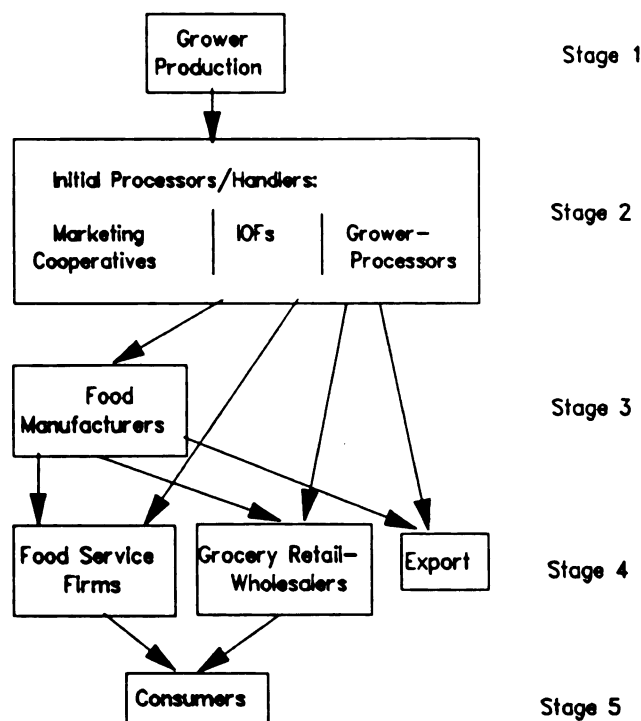 Grower
Production
Stage 1
Initial Processors/Handlers:
Marketing
Cooperatives
IOFs
Grower-
Processors
Stage 2
Food
Manufacturers
Stage 3
Food Service
Firms
Grocery Retail-
Wholesalers
Export
Stage 4
Consumers
Stage 5